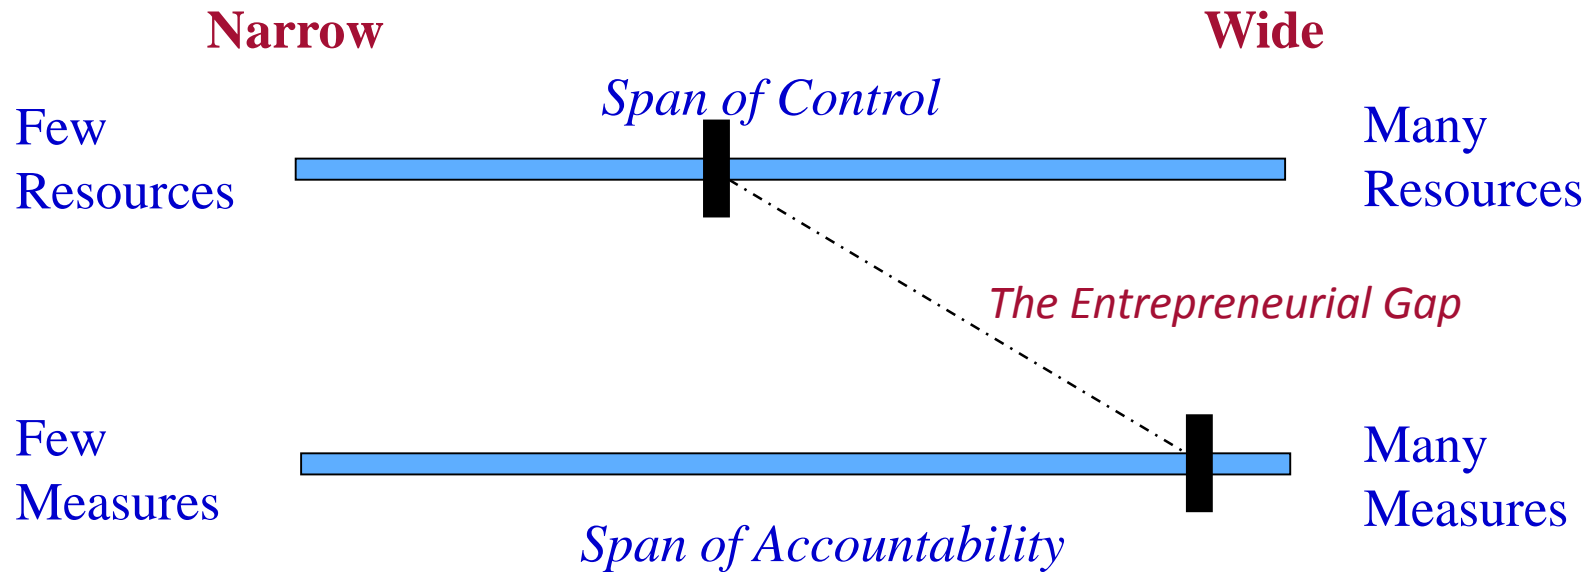 Narrow
Wide
Span of Control
Few
Resources
Many
Resources
The Entrepreneurial Gap
Few
Measures
Many
Measures
Span of Accountability